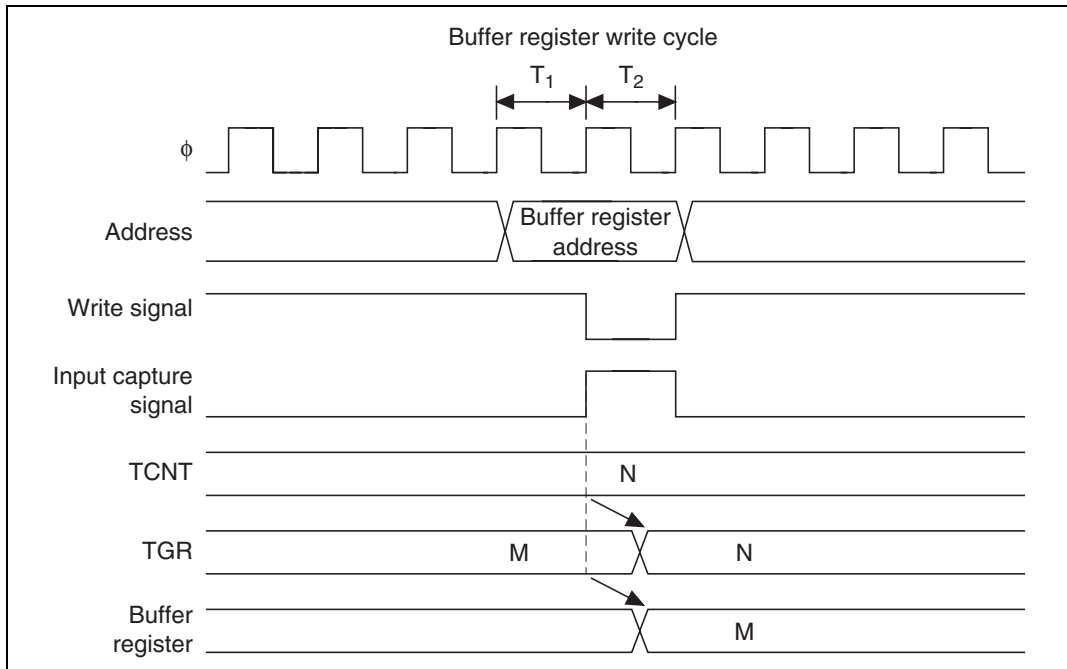 Buffer register write cycle
T1 T2
ϕ
Address
Buffer register
address
Write signal
Input capture
signal
TCNT
N
TGR
M N
Buffer
register
M